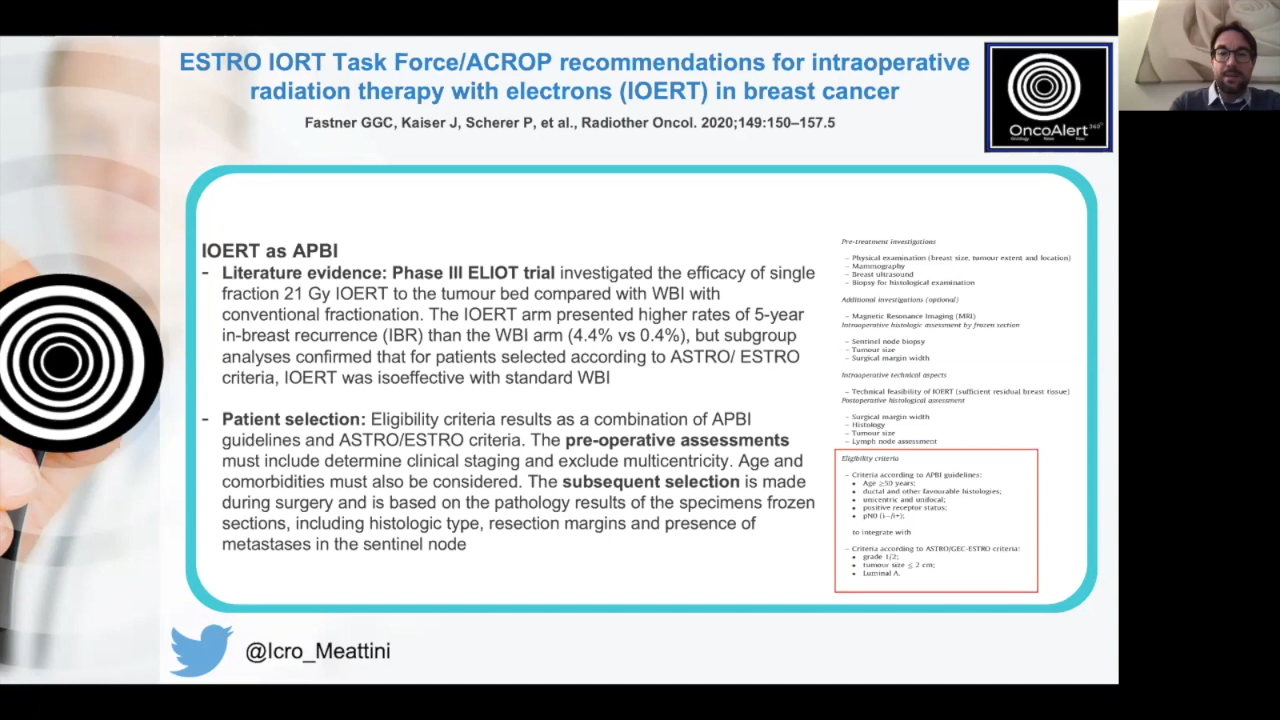 ESTRO IORT Task Force/ACROP recommendations for intraoperative
radiation therapy with electrons (IOERT) in breast cancer
Fastner GGC, Kaiser J, Scherer P, et al., Radiother Oncol. 2020;149:150–157.5
OncoAlert
IOERT as APBI
- Literature evidence: Phase III ELIOT trial investigated the efficacy of single
fraction 21 Gy IOERT to the tumour bed compared with WBI with
conventional fractionation. The IOERT arm presented higher rates of 5-year
in-breast recurrence (IBR) than the WBI arm (4.4% vs 0.4%), but subgroup
analyses confirmed that for patients selected according to ASTRO/ ESTRO
criteria, IOERT was isoeffective with standard WBI
- Patient selection: Eligibility criteria results as a combination of APBI
guidelines and ASTRO/ESTRO criteria. The pre-operative assessments
must include determine clinical staging and exclude multicentricity. Age and
comorbidities must also be considered. The subsequent selection is made
during surgery and is based on the pathology results of the specimens frozen
sections, including histologic type, resection margins and presence of
metastases in the sentinel node
Pre-treatment investigations
– Physical examination (breast size, tumour extent and location)
– Mammography
– Breast ultrasound
– Biopsy for histological examination
Additional investigations (optional)
– Magnetic Resonance Imaging (MRI)
Intraoperative histologic assessment by frozen section
– Sentinel node biopsy
– Tumour size
– Surgical margin width
Intraoperative technical aspects
– Technical feasibility of IOERT (sufficient residual breast tissue)
Postoperative histological assessment
– Surgical margin width
– Histology
– Tumour size
– Lymph node assessment
Eligibility criteria
– Criteria according to APBI guidelines:
• Age ≥50 years;
• ductal and other favourable histologies;
• unicentric and unifocal;
• positive receptor status;
• pN0 (i−/i+);
to integrate with
– Criteria according to ASTRO/GEC-ESTRO criteria:
• grade 1/2;
• tumour size ≤ 2 cm;
• Luminal A.
@Icro_Meattini